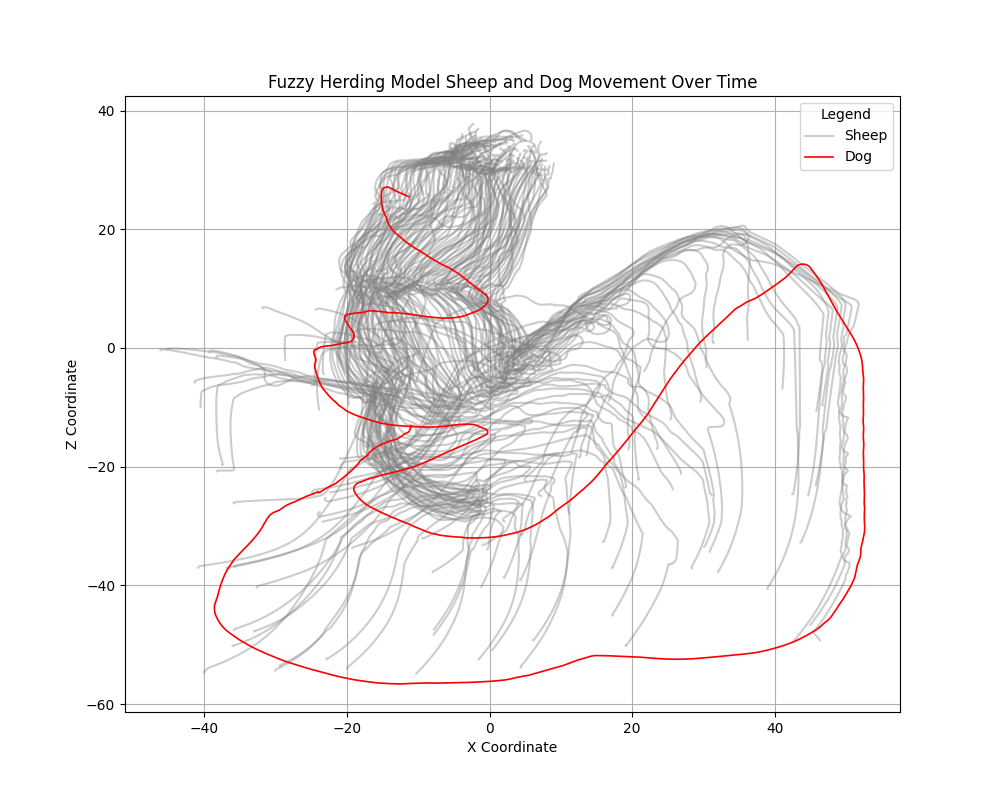 Fuzzy Herding Model Sheep and Dog Movement Over Time
Legend
Sheep
Dog
40
20
0
−20
−40
−60
Z Coordinate
−40
−20
0
20
40
X Coordinate